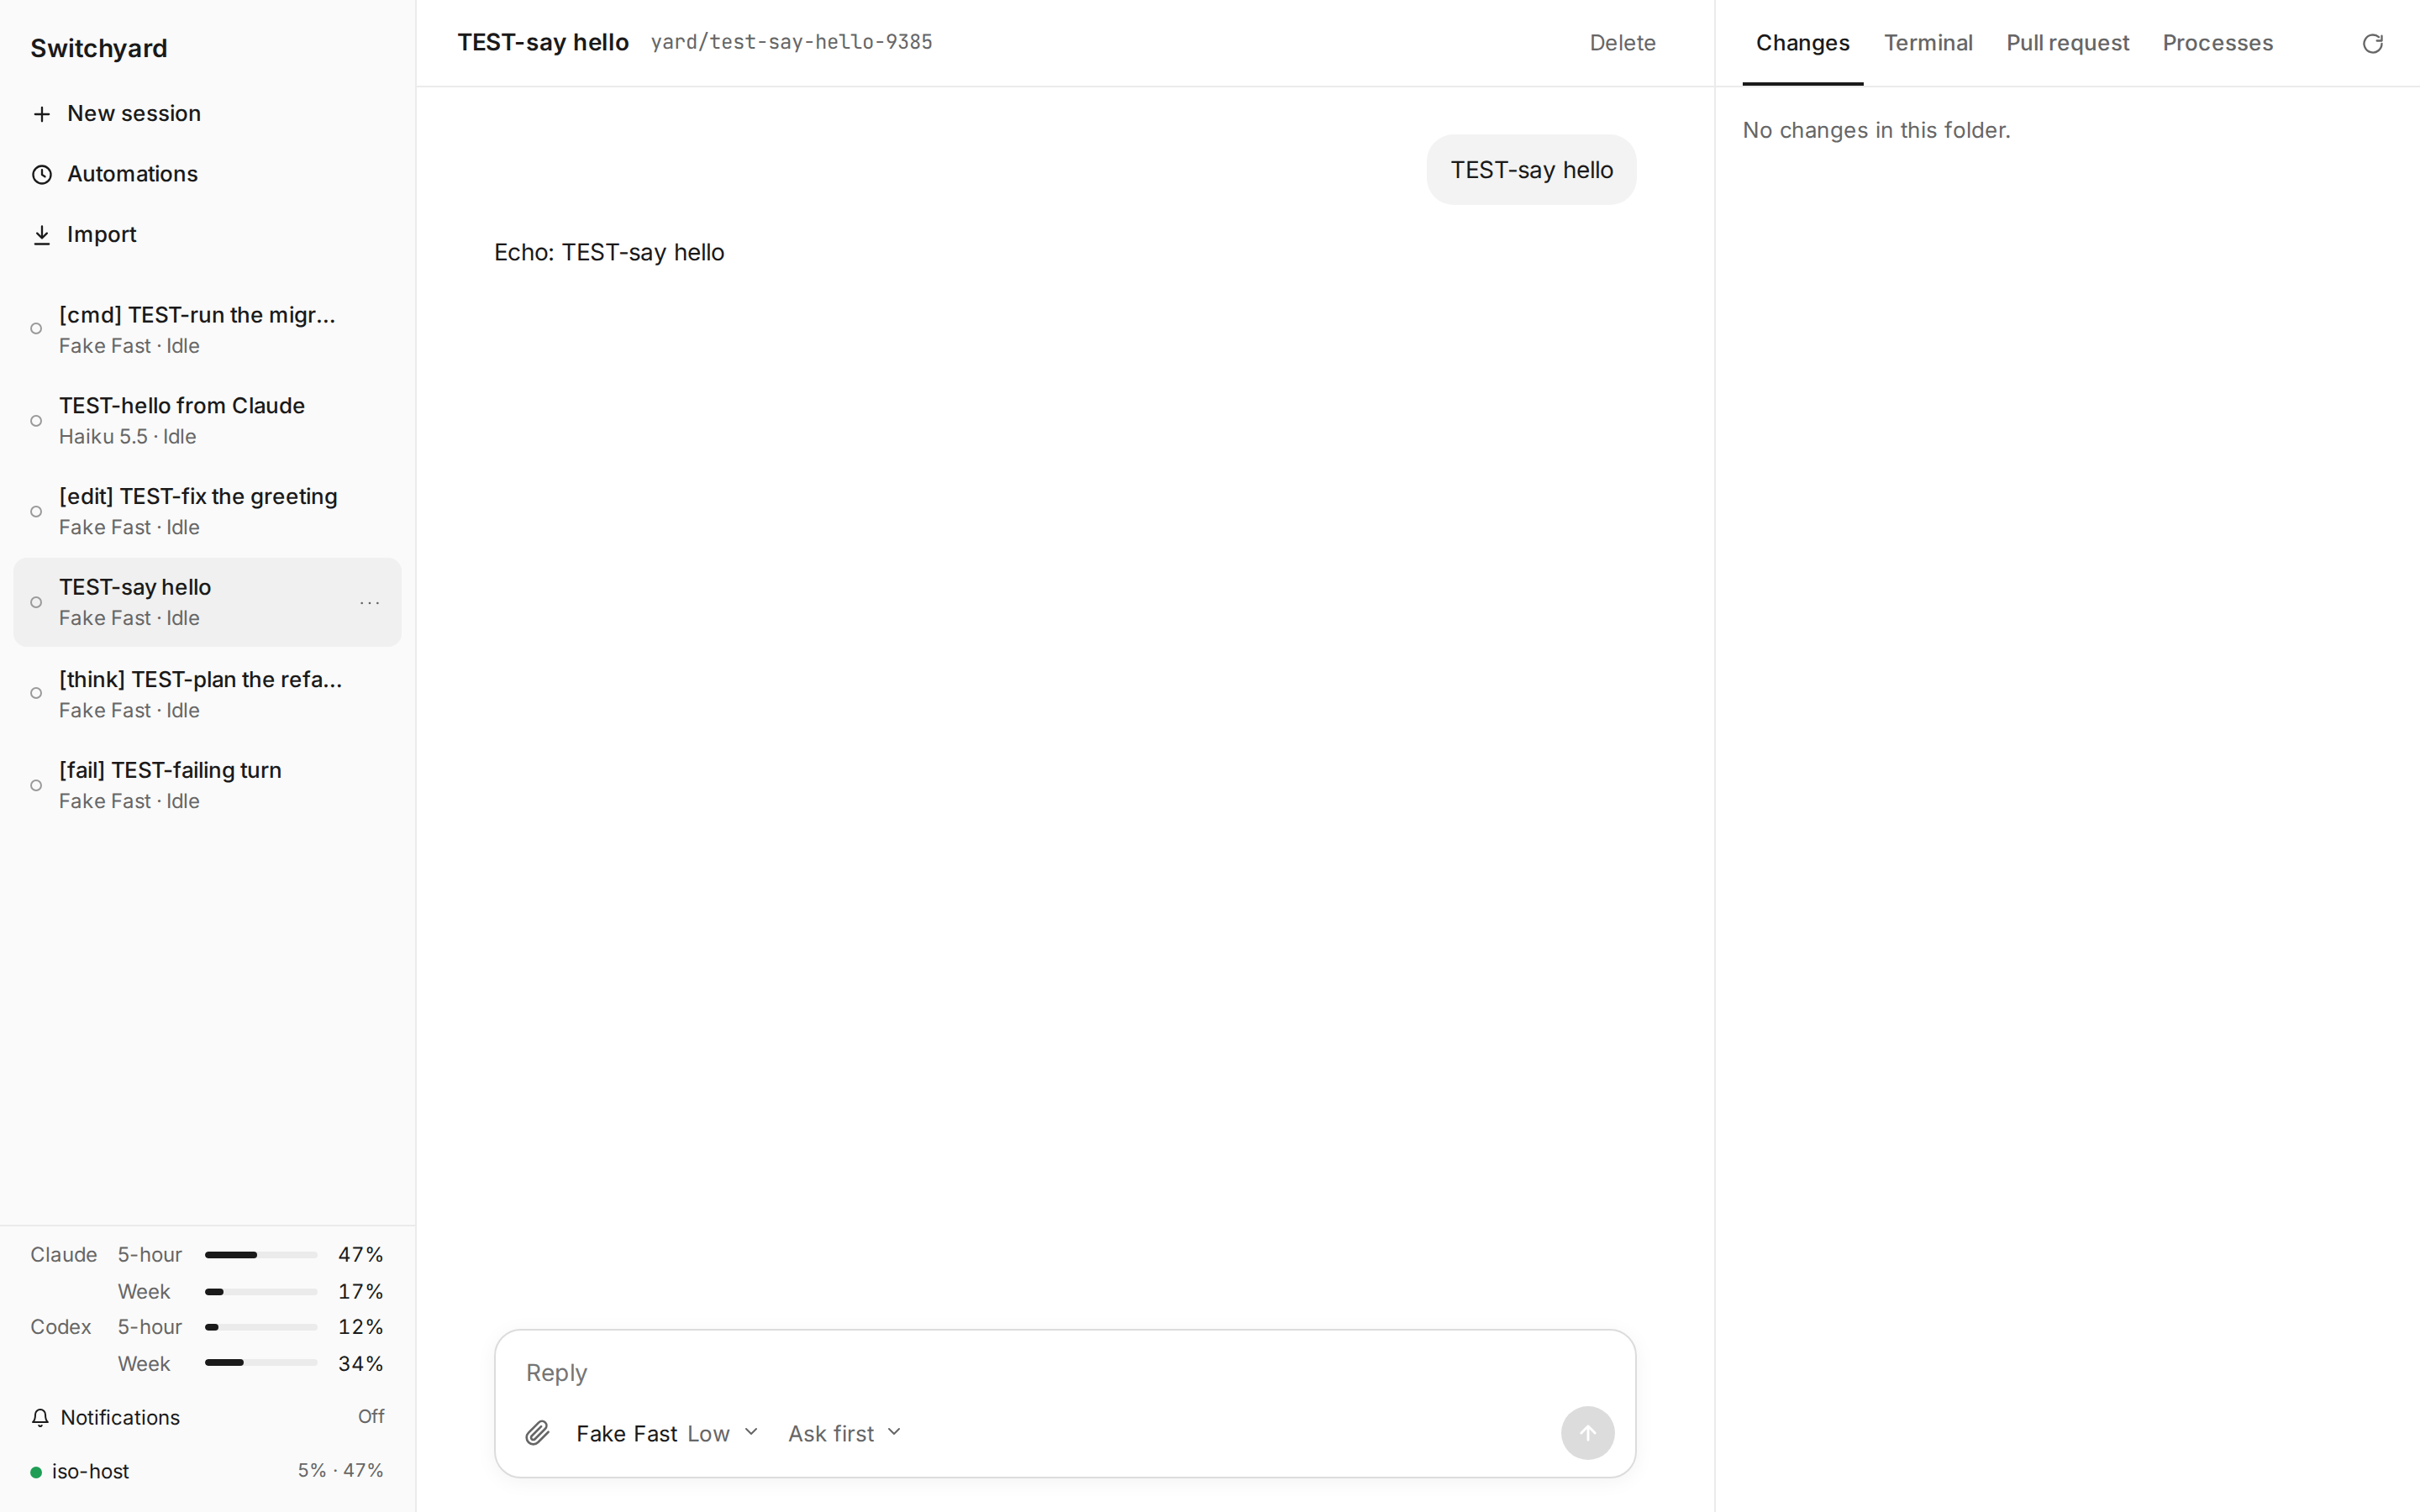 Switchyard
New session
Automations
Import
[cmd] TEST-run the migr...
Fake Fast · Idle
TEST-hello from Claude
Haiku 5.5 · Idle
[edit] TEST-fix the greeting
Fake Fast · Idle
TEST-say hello
Fake Fast · Idle
...
[think] TEST-plan the refa...
Fake Fast · Idle
[fail] TEST-failing turn
Fake Fast · Idle
Claude 5-hour 47%
Week 17%
Codex 5-hour 12%
Week 34%
Notifications Off
iso-host 5% · 47%
TEST-say hello yard/test-say-hello-9385 Delete
TEST-say hello
Echo: TEST-say hello
Reply
Fake Fast Low Ask first
Changes Terminal Pull request Processes
No changes in this folder.